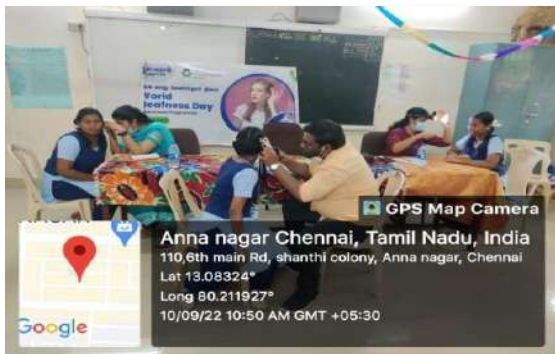 World
Deafness Day
GPS Map Camera
Anna nagar Chennai, Tamil Nadu, India
110,6th main Rd, shanthi colony, Anna nagar, Chennai
Lat 13.08324°
Long 80.211927°
10/09/22 10:50 AM GMT +05:30
Google